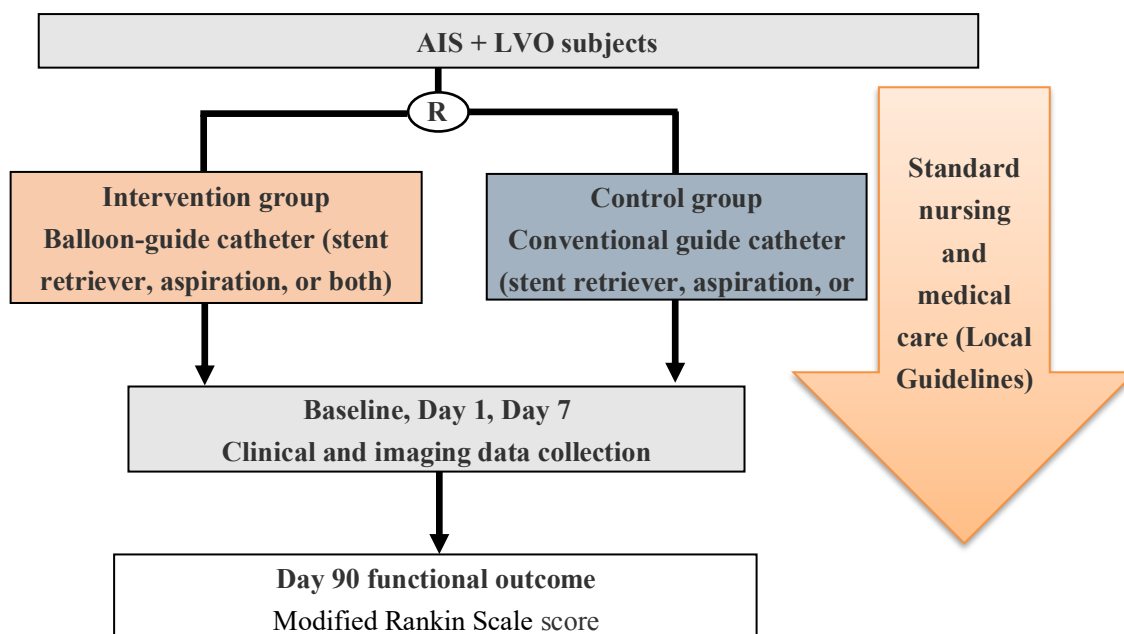 AIS + LVO subjects
R
Intervention group
Balloon-guide catheter (stent
retriever, aspiration, or both)
Control group
Conventional guide catheter
(stent retriever, aspiration, or
Standard
nursing
and
medical
care (Local
Guidelines)
Baseline, Day 1, Day 7
Clinical and imaging data collection
Day 90 functional outcome
Modified Rankin Scale score